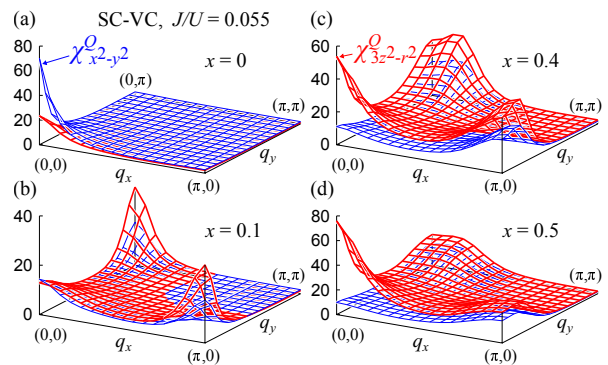 SC-VC, J/U = 0.055
(a)
χ^Q_{x²-y²}
x = 0
(0,π)
(π,π)
80
60
40
20
0
(0,0)
q_x
q_y
(π,0)
(b)
x = 0.1
(π,π)
40
20
0
(0,0)
q_x
q_y
(π,0)
(c)
χ^Q_{3z²-r²}
x = 0.4
(π,π)
60
40
20
0
(0,0)
q_x
q_y
(π,0)
(d)
x = 0.5
(π,π)
80
60
40
20
0
(0,0)
q_x
q_y
(π,0)